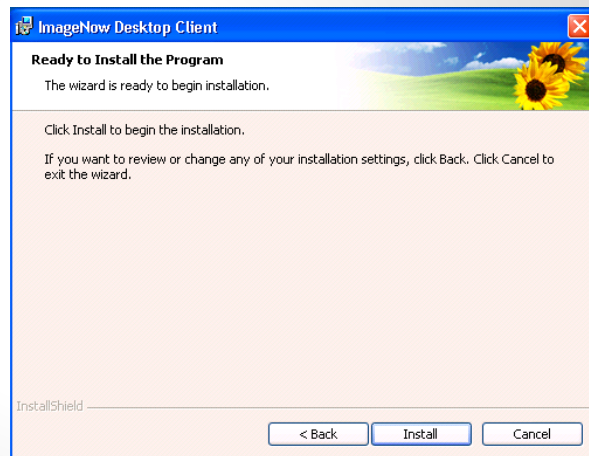 ImageNow Desktop Client
Ready to Install the Program
The wizard is ready to begin installation.
Click Install to begin the installation.
If you want to review or change any of your installation settings, click Back. Click Cancel to
exit the wizard.
InstallShield
< Back Install Cancel